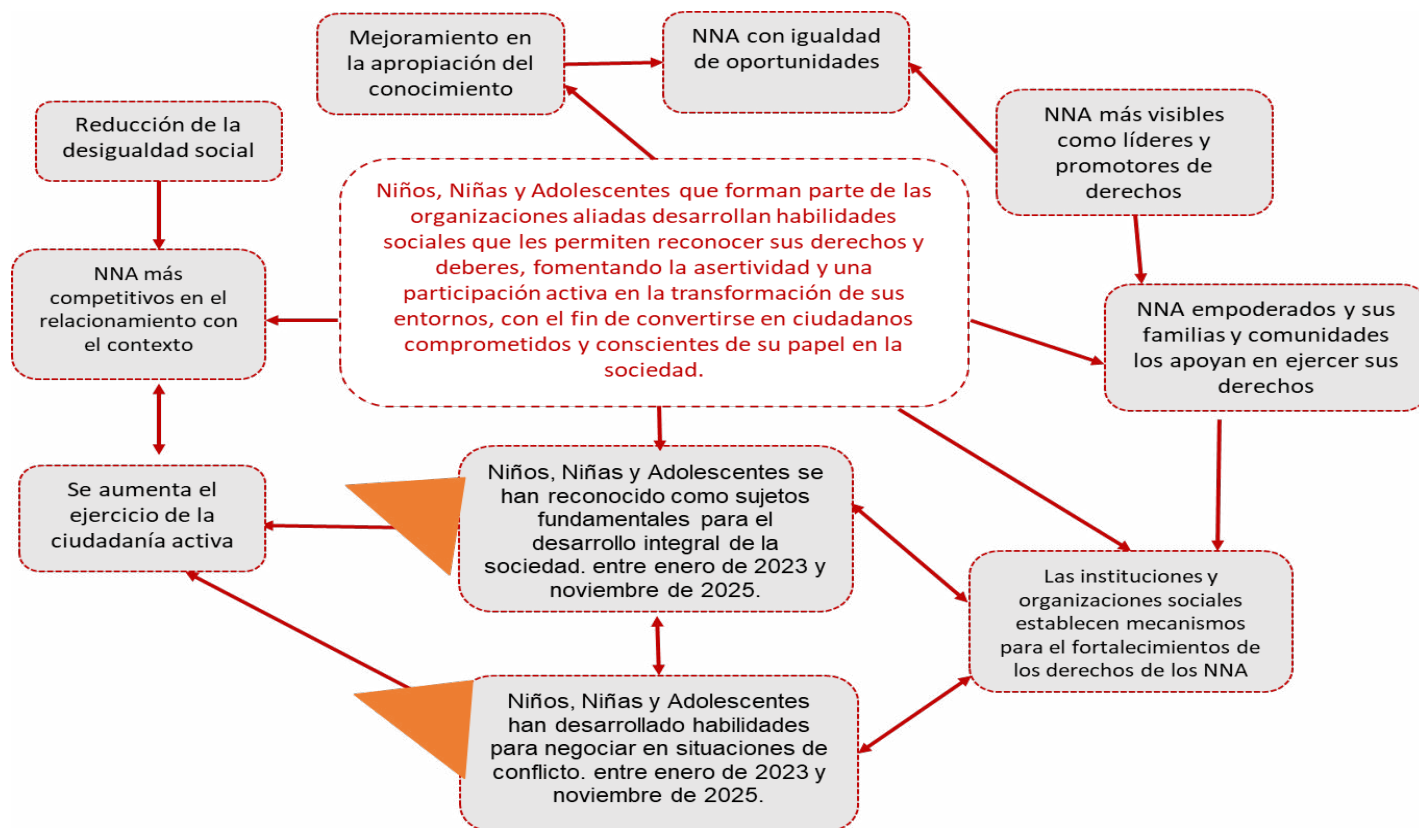 Mejoramiento en
la apropiación del
conocimiento
NNA con igualdad
de oportunidades
NNA más visibles
como líderes y
promotores de
derechos
Reducción de la
desigualdad social
Niños, Niñas y Adolescentes que forman parte de las
organizaciones aliadas desarrollan habilidades
sociales que les permiten reconocer sus derechos y
deberes, fomentando la asertividad y una
participación activa en la transformación de sus
entornos, con el fin de convertirse en ciudadanos
comprometidos y conscientes de su papel en la
sociedad.
NNA más
competitivos en el
relacionamiento con
el contexto
NNA empoderados y sus
familias y comunidades
los apoyan en ejercer sus
derechos
Se aumenta el
ejercicio de la
ciudadanía activa
Niños, Niñas y Adolescentes se
han reconocido como sujetos
fundamentales para el
desarrollo integral de la
sociedad. entre enero de 2023 y
noviembre de 2025.
Las instituciones y
organizaciones sociales
establecen mecanismos
para el fortalecimientos de
los derechos de los NNA
Niños, Niñas y Adolescentes
han desarrollado habilidades
para negociar en situaciones de
conflicto. entre enero de 2023 y
noviembre de 2025.